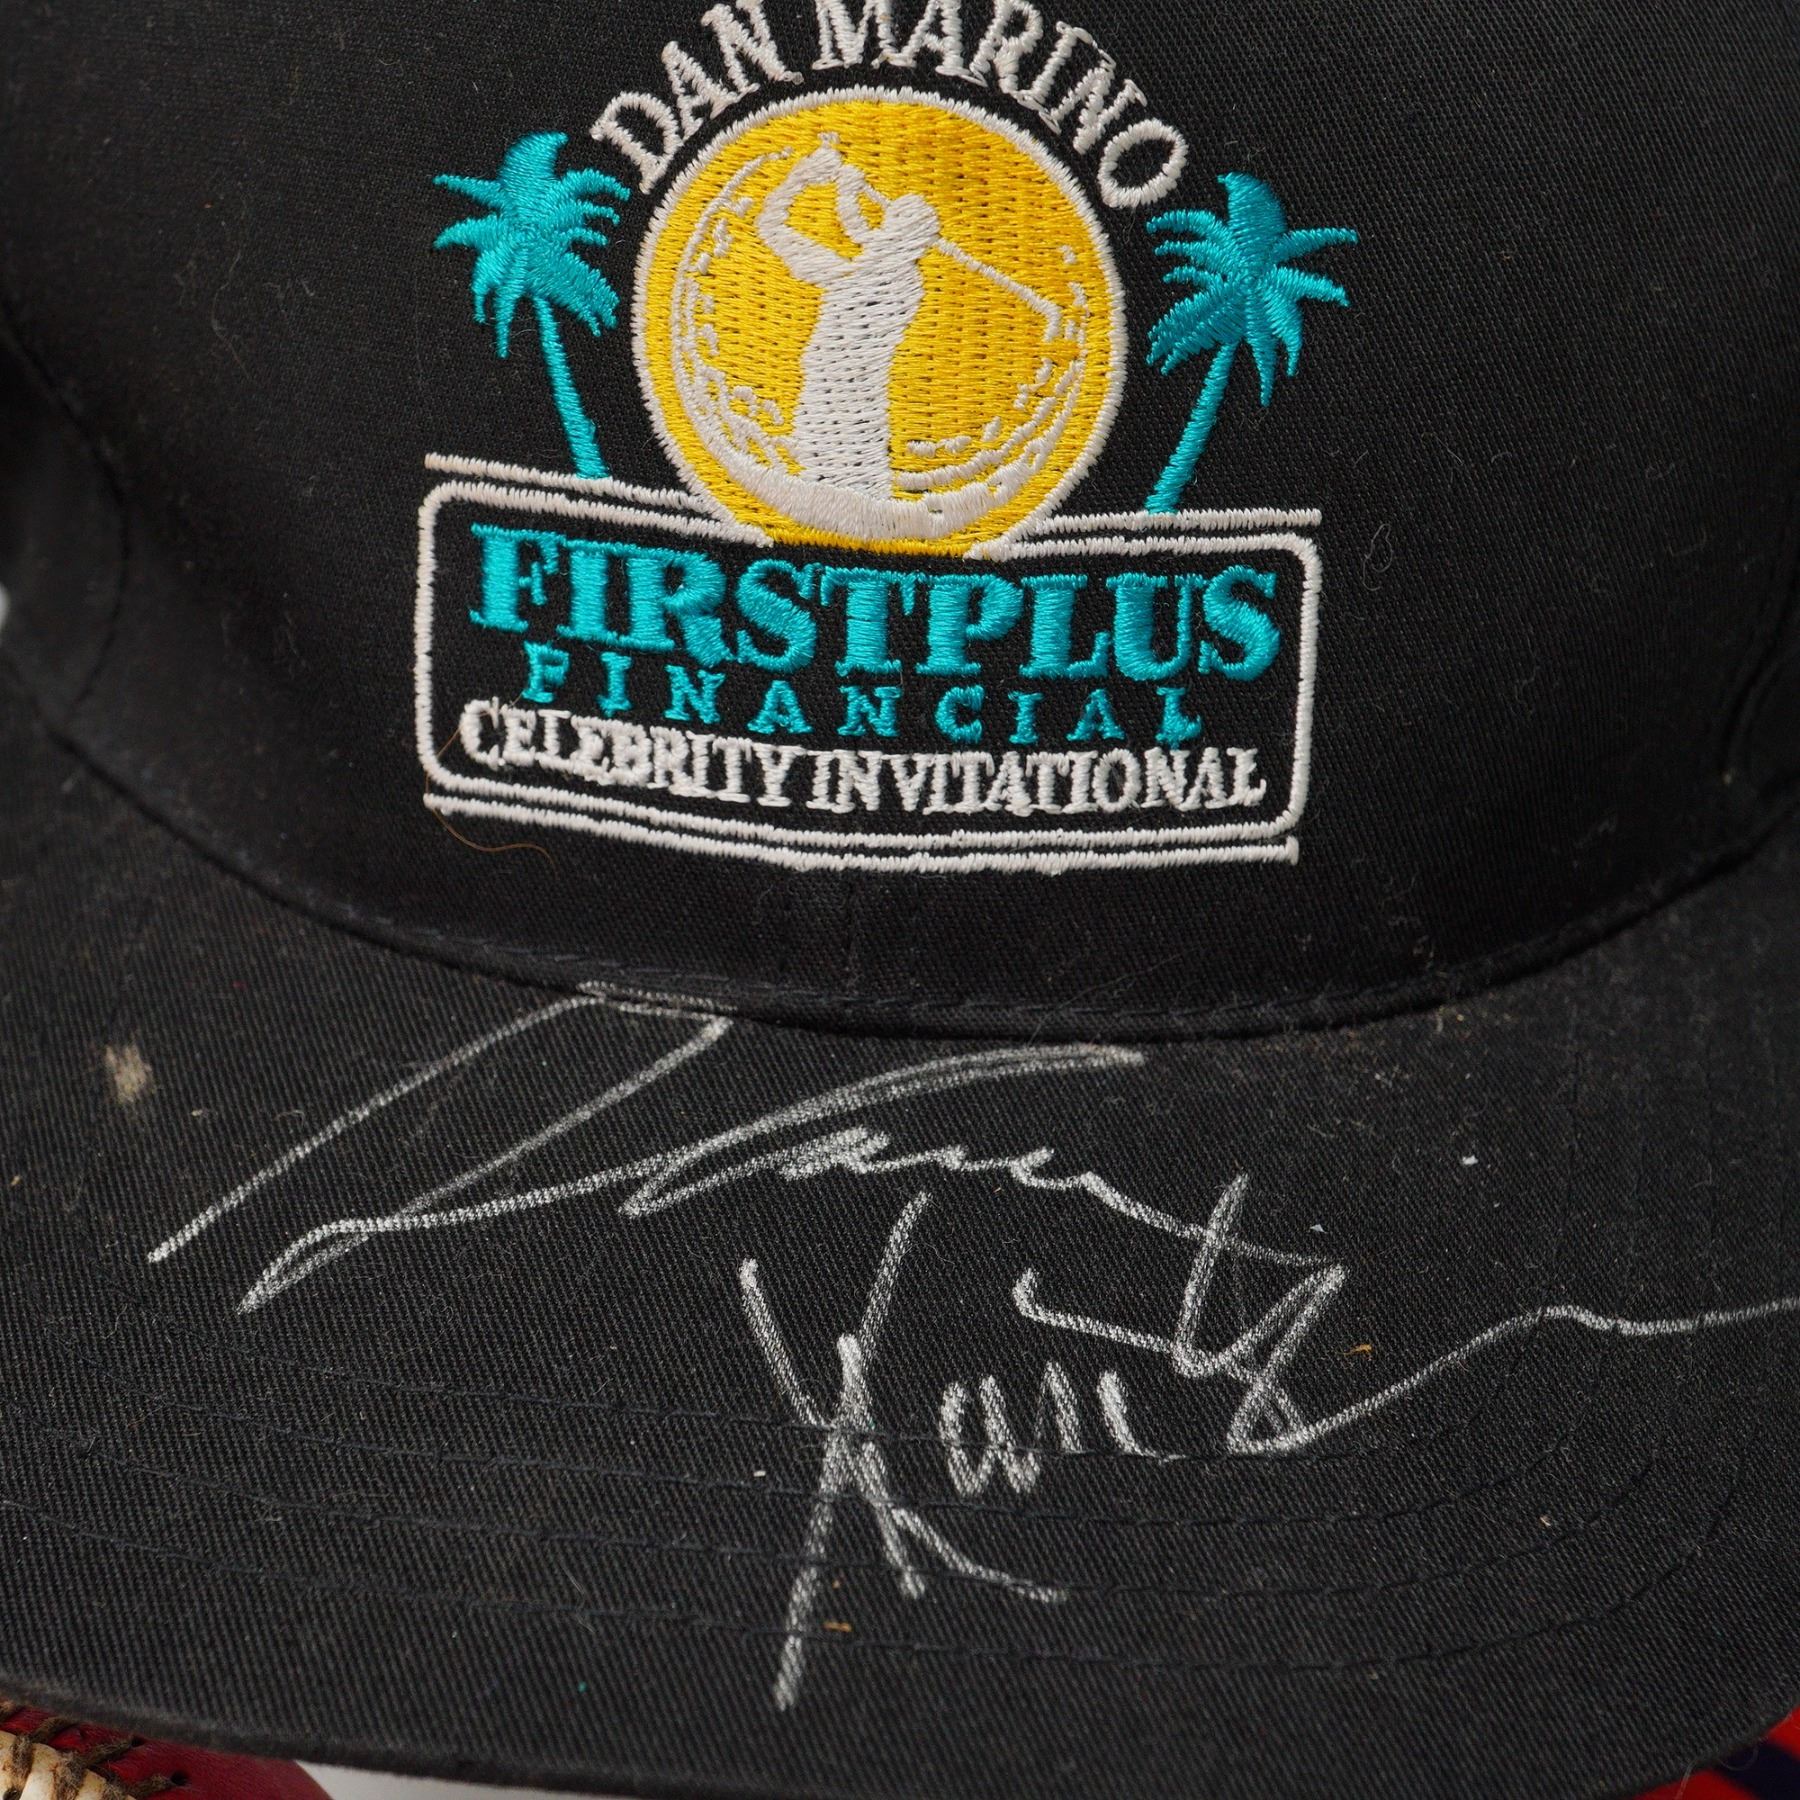 DAN MARINO
FIRSTPLUS
FINANCIAL
CELEBRITY INVITATIONAL